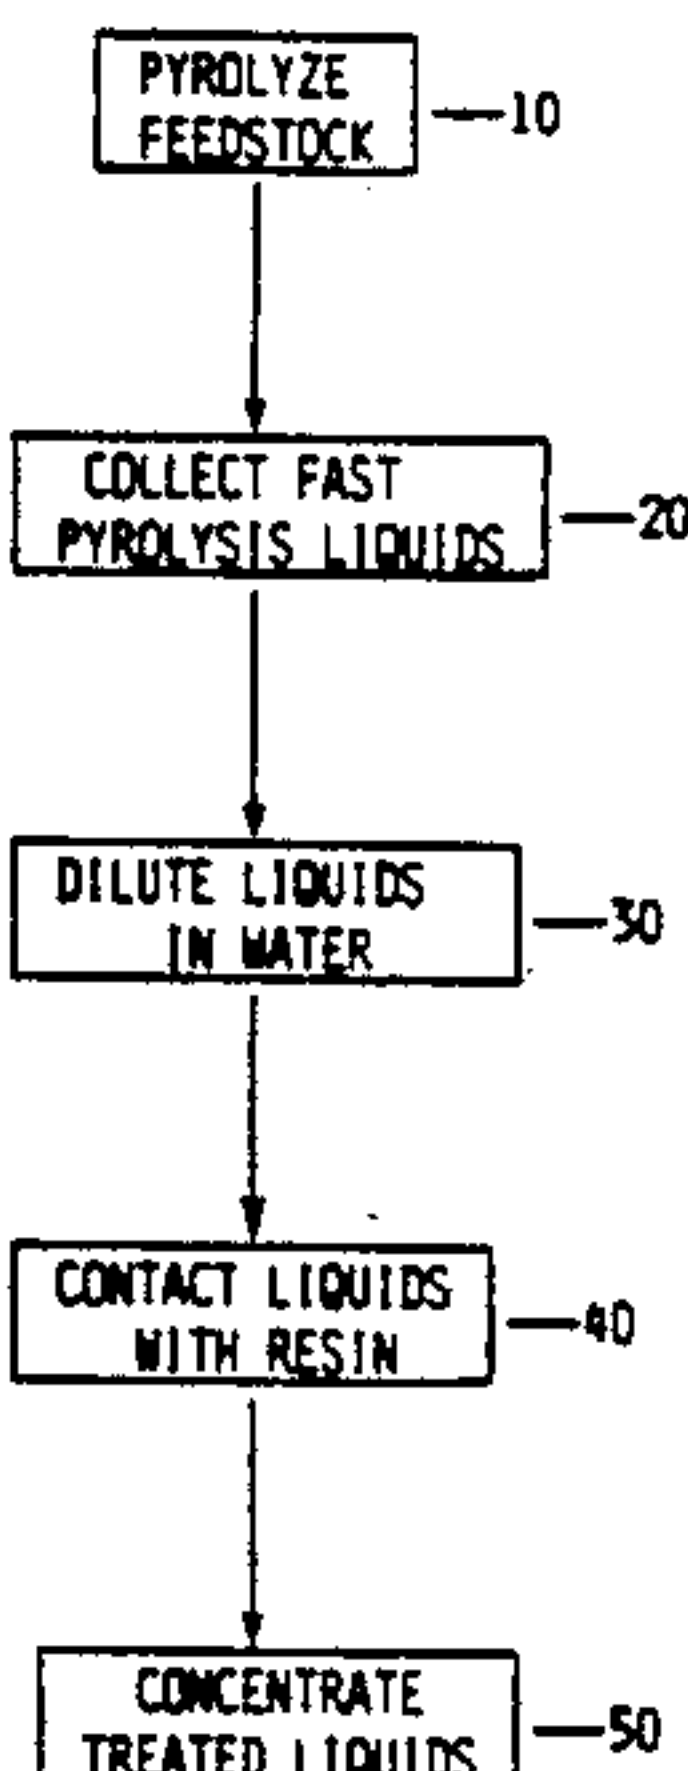 PYROLYZE
FEEDSTOCK
10
COLLECT FAST
PYROLYSIS LIQUIDS
20
DILUTE LIQUIDS
IN WATER
30
CONTACT LIQUIDS
WITH RESIN
40
CONCENTRATE
TREATED LIQUIDS
50